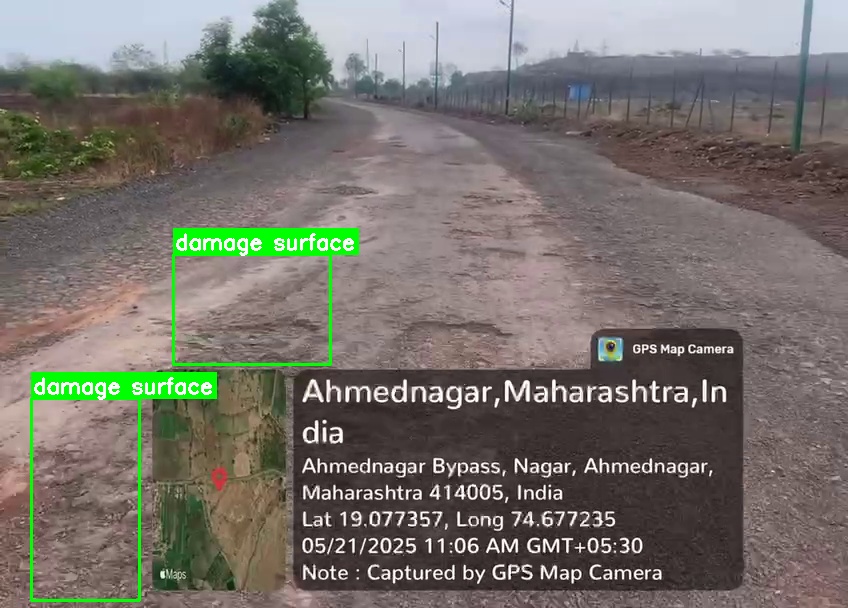 damage surface
GPS Map Camera
damage surface
Ahmednagar,Maharashtra,In
dia
Ahmednagar Bypass, Nagar, Ahmednagar,
Maharashtra 414005, India
Lat 19.077357, Long 74.677235
05/21/2025 11:06 AM GMT+05:30
Note : Captured by GPS Map Camera
Maps